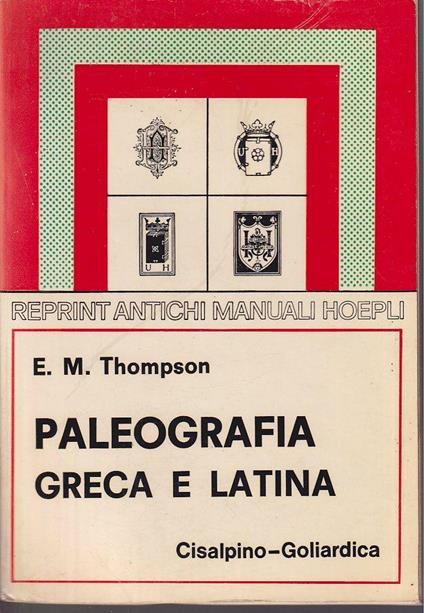 U H
U H
REPRINT ANTICHI MANUALI HOEPLI
E. M. Thompson
PALEOGRAFIA
GRECA E LATINA
Cisalpino-Goliardica